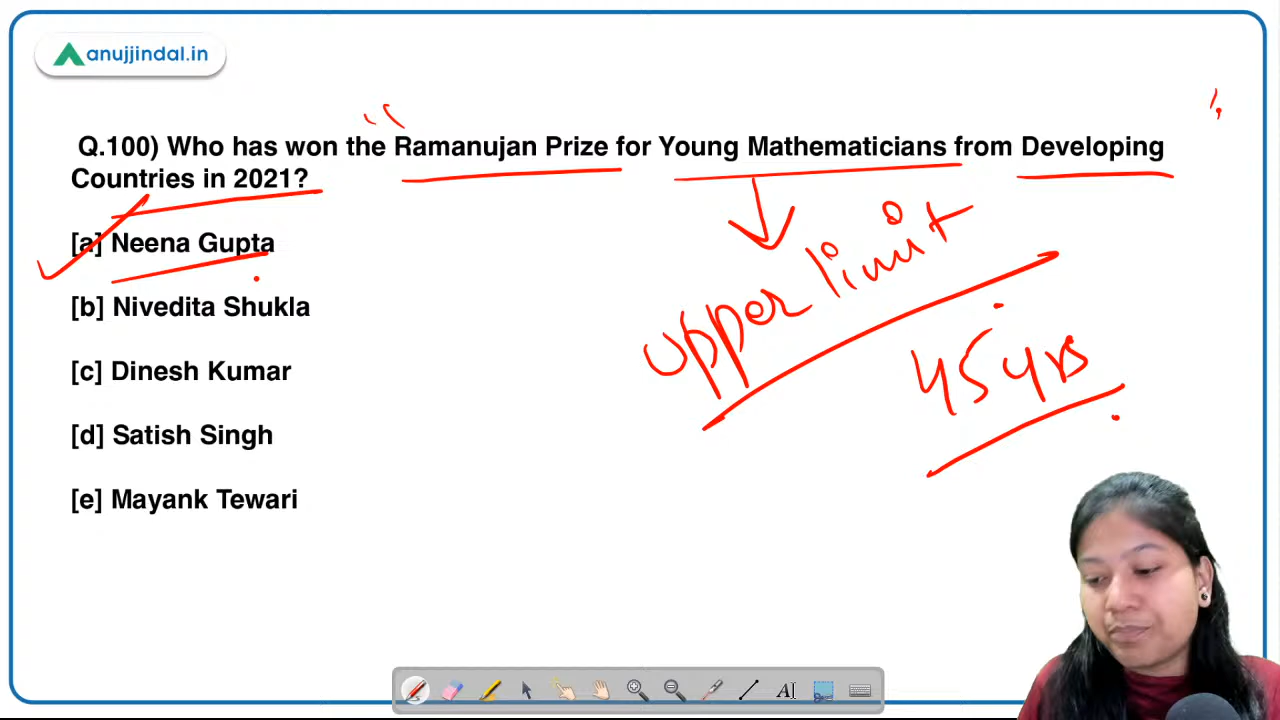 anujjindal.in
Q.100) Who has won the Ramanujan Prize for Young Mathematicians from Developing
Countries in 2021?
[a] Neena Gupta
[b] Nivedita Shukla
[c] Dinesh Kumar
[d] Satish Singh
[e] Mayank Tewari
upper limit
45 yrs
A